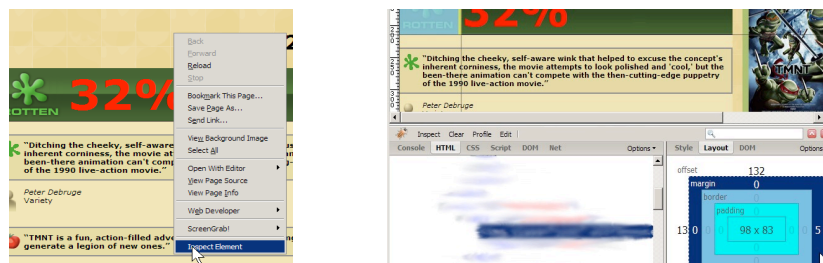 32%
ROTTEN
"Ditching the cheeky, self-aware
inherent corniness, the movie at
been-there animation can't comp
of the 1990 live-action movie."
Peter Debruge
Variety
"TMNT is a fun, action-filled adve
generate a legion of new ones."
Back
Forward
Reload
Stop
Bookmark This Page...
Save Page As...
Send Link...
View Background Image
Select All
Open With Editor
View Page Source
View Page Info
Web Developer
ScreenGrab!
Inspect Element
32%
ROTTEN
"Ditching the cheeky, self-aware wink that helped to excuse the concept's
inherent corniness, the movie attempts to look polished and 'cool,' but the
been-there animation can't compete with the then-cutting-edge puppetry
of the 1990 live-action movie."
Peter Debruge
TMNT
Inspect Clear Profile Edit
Console HTML CSS Script DOM Net Options
Style Layout DOM Options
offset 132
margin 0
border 0
padding 0
13 0 0 0 98 x 83 0 0 0 5